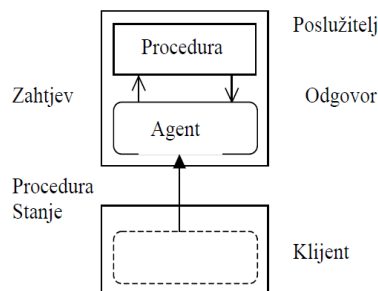 Poslužitelj
Procedura
Zahtjev
Odgovor
Agent
Procedura
Stanje
Klijent